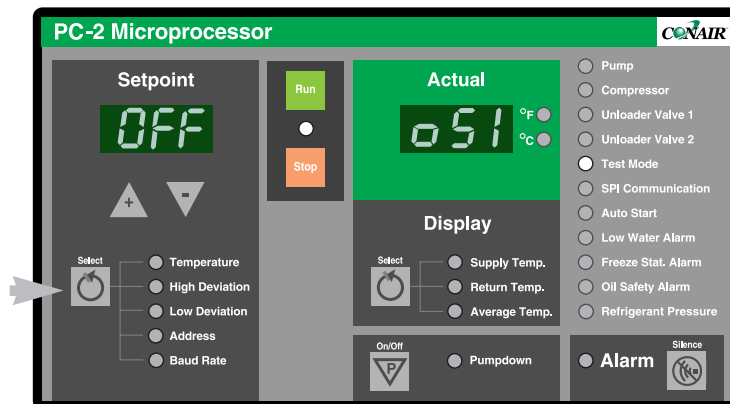 PC-2 Microprocessor
CONAIR
Setpoint
OFF
+
-
Select
Temperature
High Deviation
Low Deviation
Address
Baud Rate
Run
Stop
Actual
oS1
°F
°C
Display
Select
Supply Temp.
Return Temp.
Average Temp.
On/Off
P
Pumpdown
Pump
Compressor
Unloader Valve 1
Unloader Valve 2
Test Mode
SPI Communication
Auto Start
Low Water Alarm
Freeze Stat. Alarm
Oil Safety Alarm
Refrigerant Pressure
Alarm
Silence